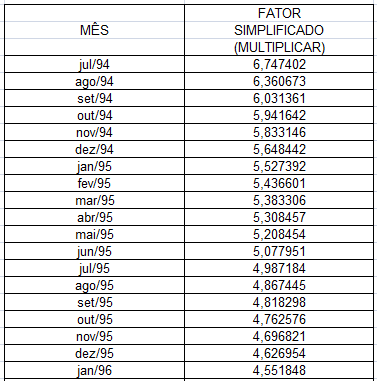 MÊS FATOR SIMPLIFICADO (MULTIPLICAR)
jul/94 6,747402
ago/94 6,360673
set/94 6,031361
out/94 5,941642
nov/94 5,833146
dez/94 5,648442
jan/95 5,527392
fev/95 5,436601
mar/95 5,383306
abr/95 5,308457
mai/95 5,208454
jun/95 5,077951
jul/95 4,987184
ago/95 4,867445
set/95 4,818298
out/95 4,762576
nov/95 4,696821
dez/95 4,626954
jan/96 4,551848